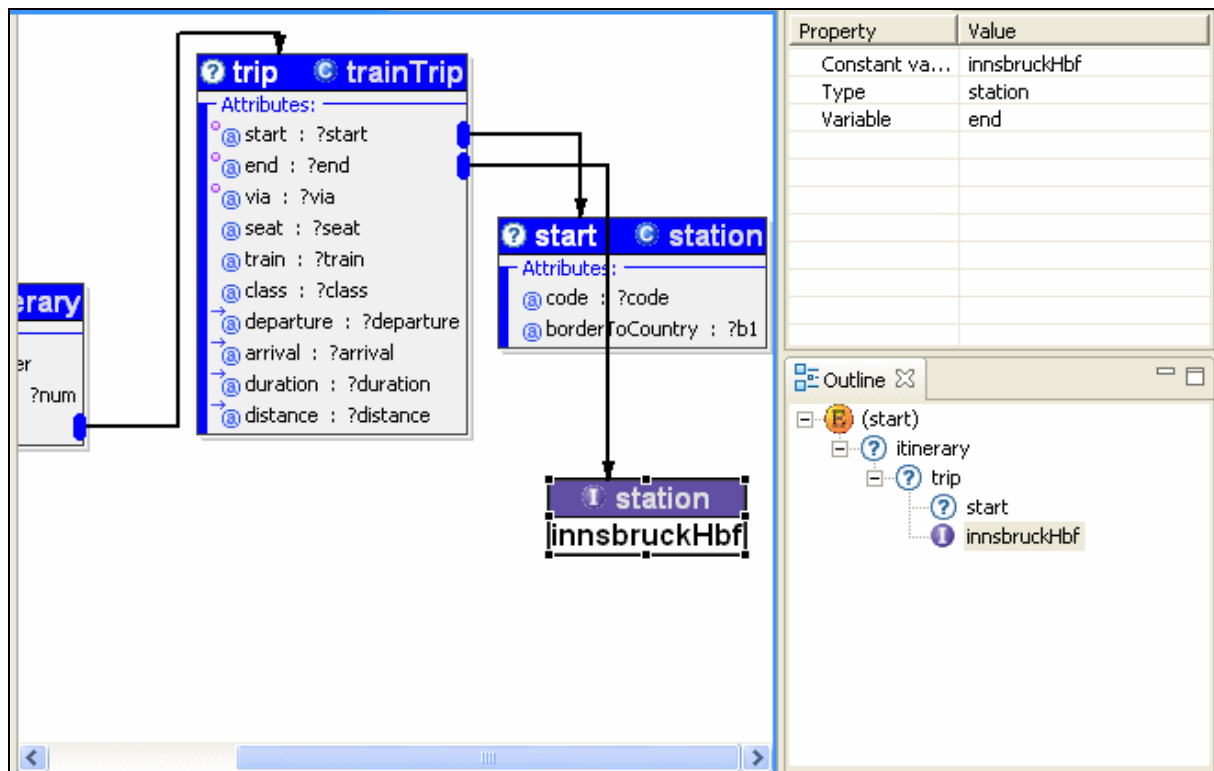 trip C trainTrip
Attributes:
start : ?start
end : ?end
via : ?via
seat : ?seat
train : ?train
class : ?class
departure : ?departure
arrival : ?arrival
duration : ?duration
distance : ?distance
erary
er
?num
start C station
Attributes:
code : ?code
borderToCountry : ?b1
I station
innsbruckHbf
Property Value
Constant va... innsbruckHbf
Type station
Variable end
Outline
E (start)
? itinerary
? trip
? start
I innsbruckHbf